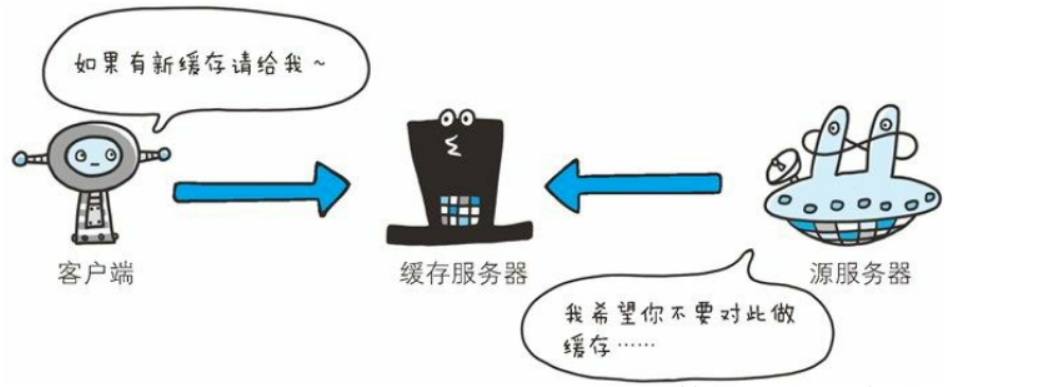 如果有新缓存请给我~
客户端
缓存服务器
源服务器
我希望你不要对此做
缓存……